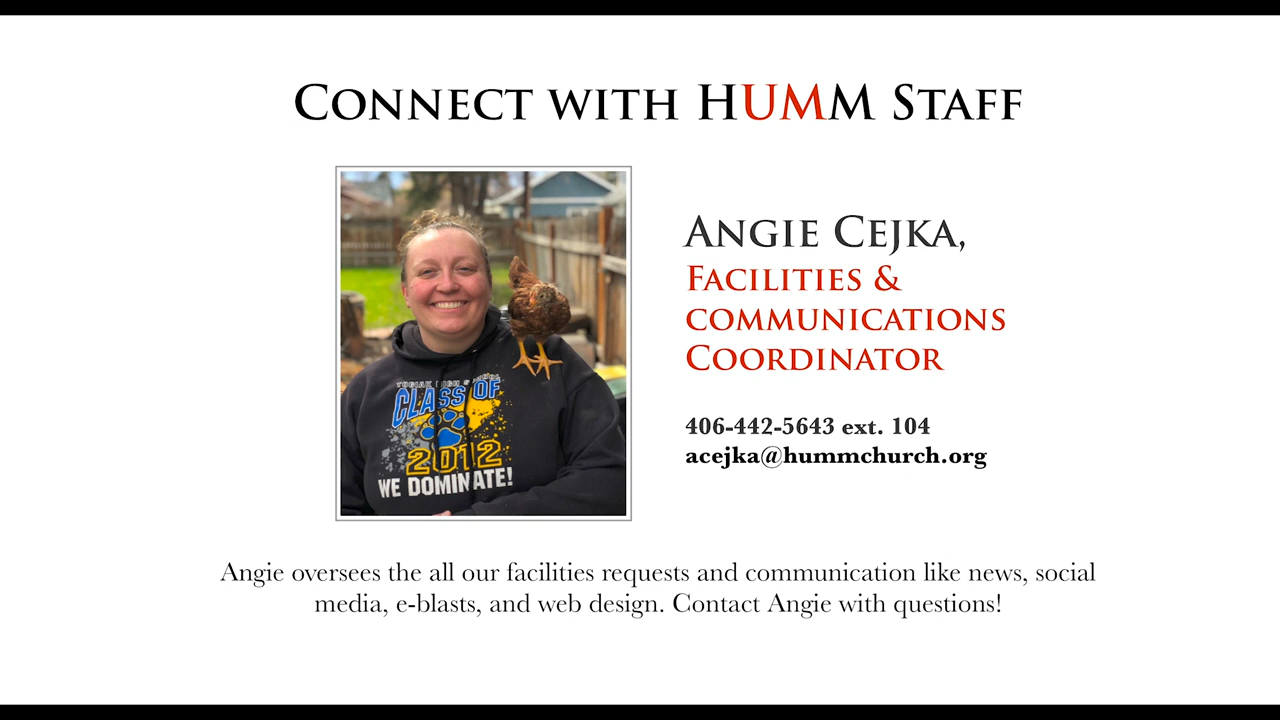 CONNECT WITH HUMM STAFF
ANGIE CEJKA,
FACILITIES &
COMMUNICATIONS
COORDINATOR
406-442-5643 ext. 104
acejka@hummchurch.org
CLASS OF
2012
WE DOMINATE!
Angie oversees the all our facilities requests and communication like news, social
media, e-blasts, and web design. Contact Angie with questions!